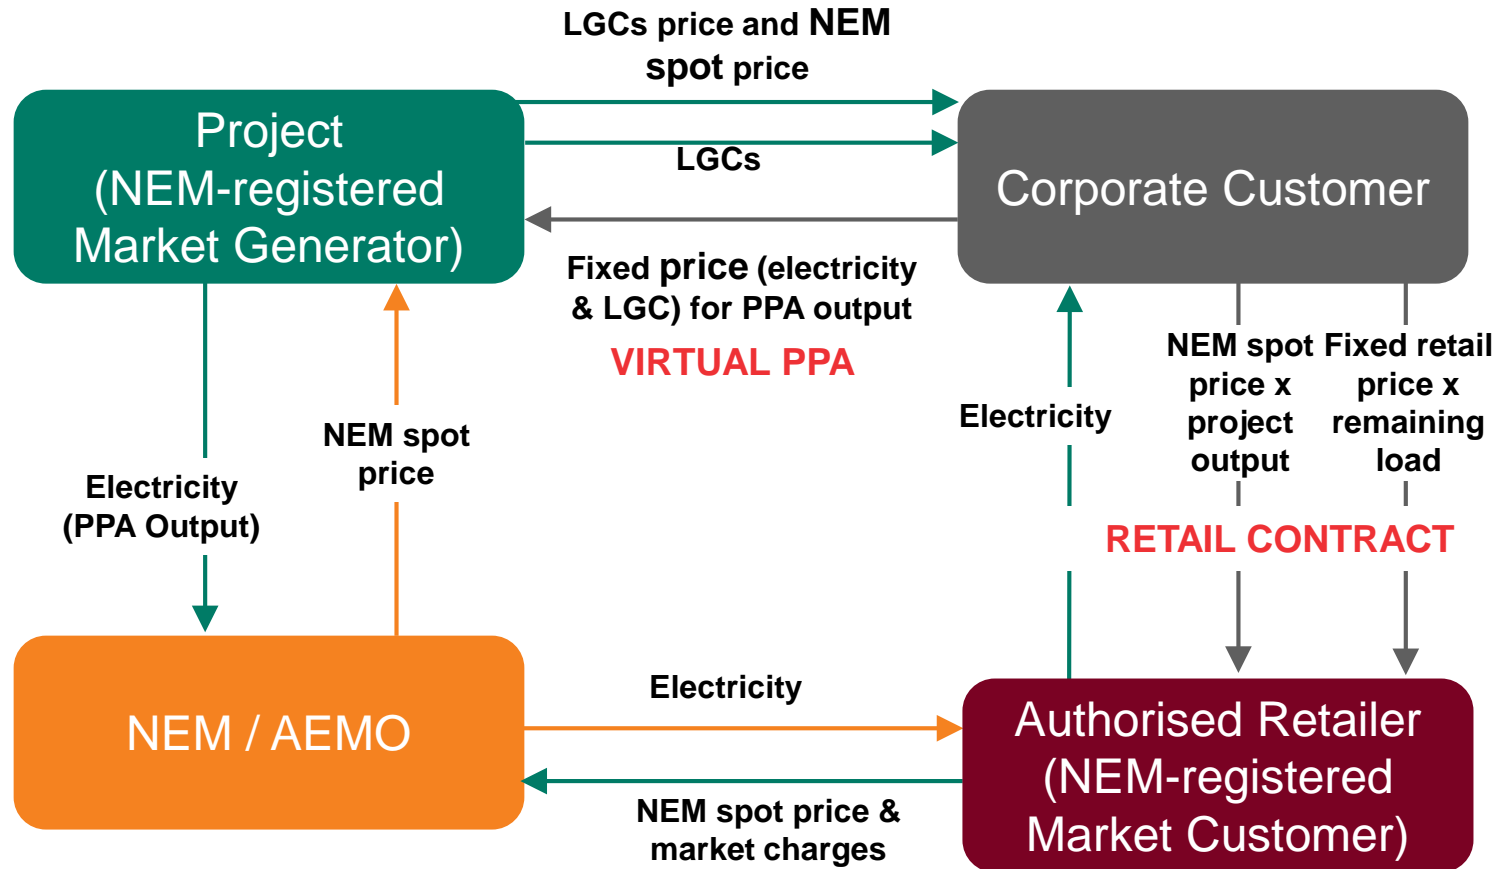 LGCs price and NEM
spot price
Project
(NEM-registered
Market Generator)
LGCs
Corporate Customer
Fixed price (electricity
& LGC) for PPA output
VIRTUAL PPA
NEM spot
price x
project
output
Fixed retail
price x
remaining
load
Electricity
NEM spot
price
Electricity
(PPA Output)
RETAIL CONTRACT
NEM / AEMO
Electricity
Authorised Retailer
(NEM-registered
Market Customer)
NEM spot price &
market charges